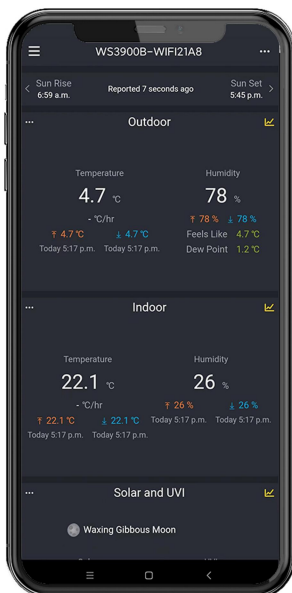 WS3900B-WIFI21A8
Sun Rise
6:59 a.m.
Reported 7 seconds ago
Sun Set
5:45 p.m.
Outdoor
Temperature
4.7 ℃
- ℃/hr
4.7 ℃ 4.7 ℃
Today 5:17 p.m. Today 5:17 p.m.
Humidity
78 %
78 % 78 %
Feels Like 4.7 ℃
Dew Point 1.2 ℃
Indoor
Temperature
22.1 ℃
- ℃/hr
22.1 ℃ 22.1 ℃
Today 5:17 p.m. Today 5:17 p.m.
Humidity
26 %
26 % 26 %
Today 5:17 p.m. Today 5:17 p.m.
Solar and UVI
Waxing Gibbous Moon